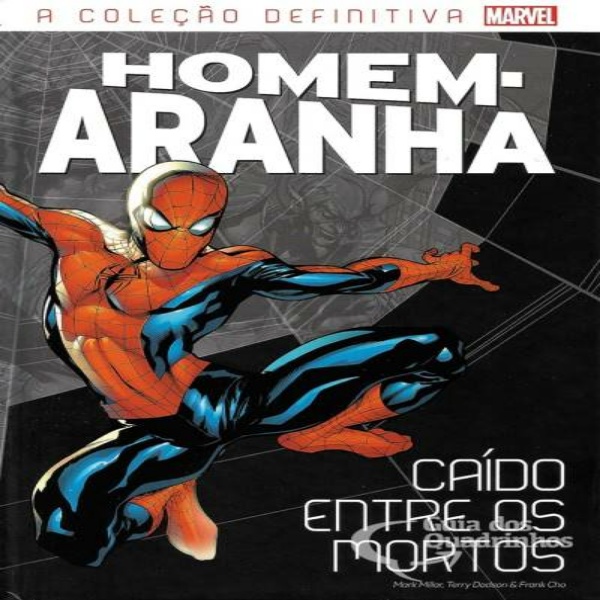 A COLEÇÃO DEFINITIVA MARVEL
HOMEM-
ARANHA
CAÍDO
ENTRE OS
MORTOS
Guia dos
Quadrinhos
Mark Millar, Terry Dodson & Frank Cho